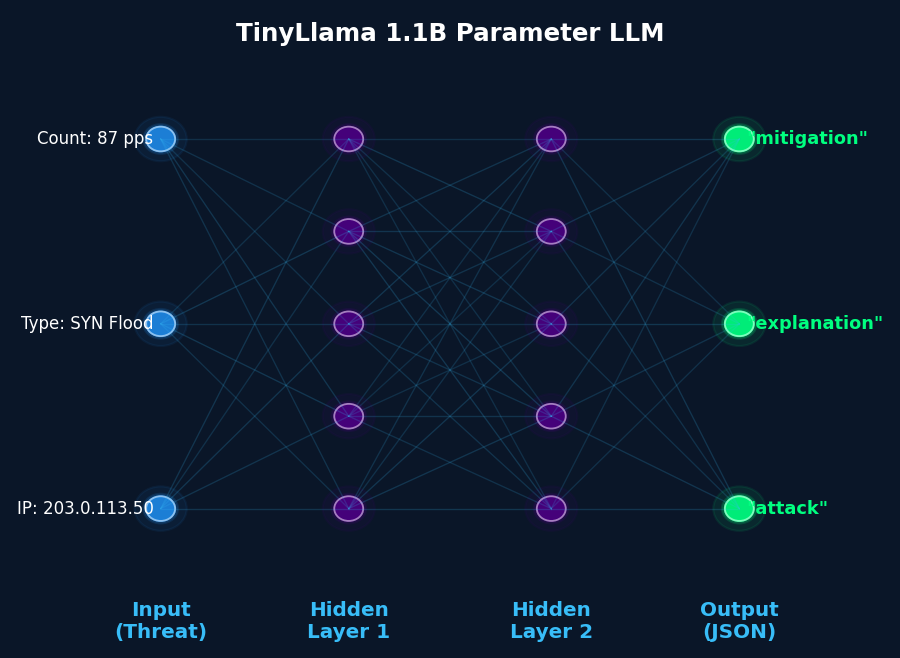 TinyLlama 1.1B Parameter LLM
Count: 87 pps
"mitigation"
Type: SYN Flood
"explanation"
IP: 203.0.113.50
"attack"
Input
(Threat)
Hidden
Layer 1
Hidden
Layer 2
Output
(JSON)